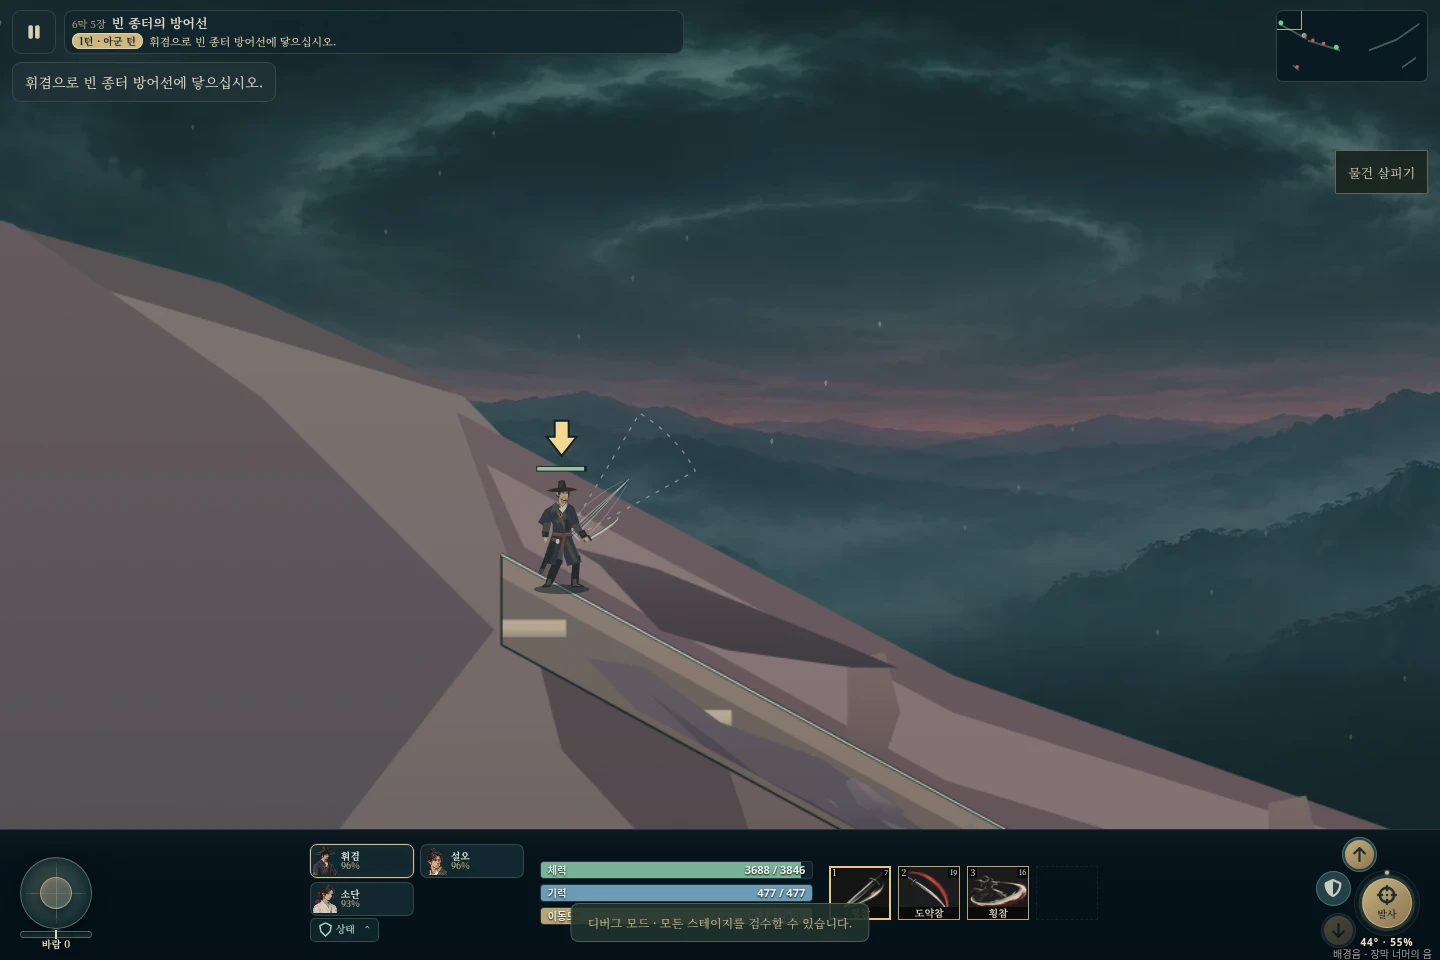 6막 5장 빈 종터의 방어선
1턴 · 아군 턴 휘겸으로 빈 종터 방어선에 닿으십시오.
휘겸으로 빈 종터 방어선에 닿으십시오.
물건 살피기
휘겸
96%
설오
96%
소단
93%
상태
체력 3688 / 3846
기력 477 / 477
1 7
2 19
도약참
3 16
횡참
디버그 모드 · 모든 스테이지를 검수할 수 있습니다.
바람 0
발사
44° · 55%
배경음 - 장막 너머의 음